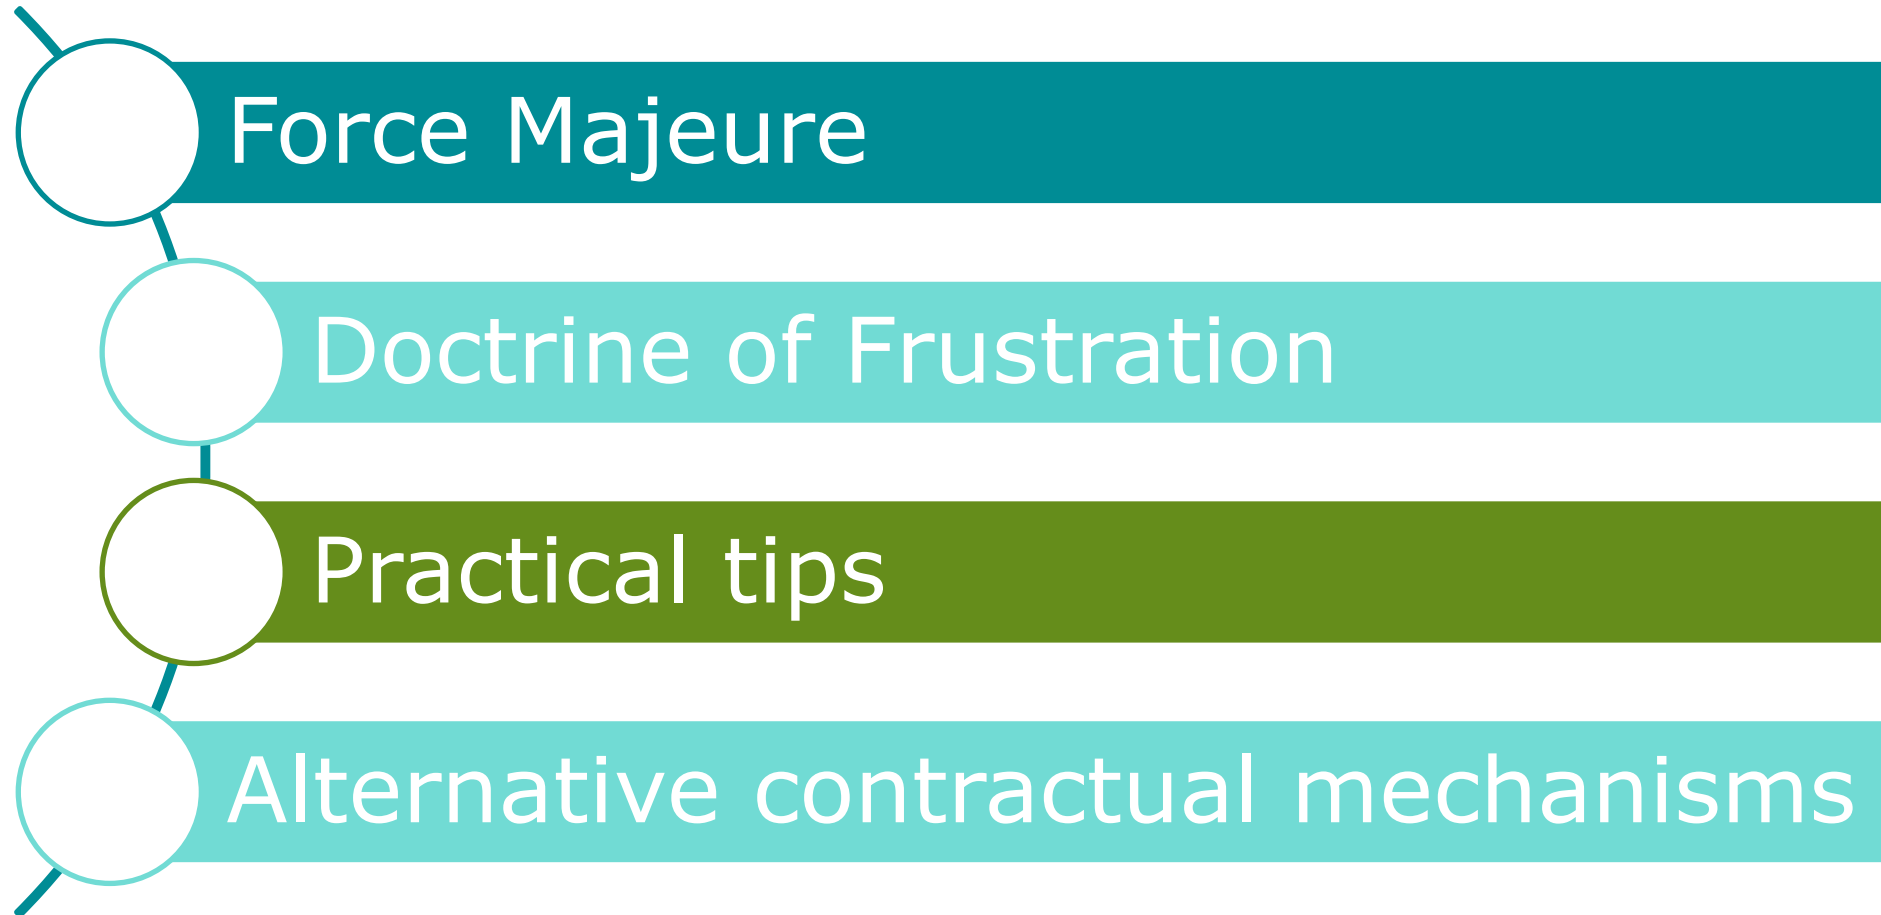 Force Majeure
Doctrine of Frustration
Practical tips
Alternative contractual mechanisms